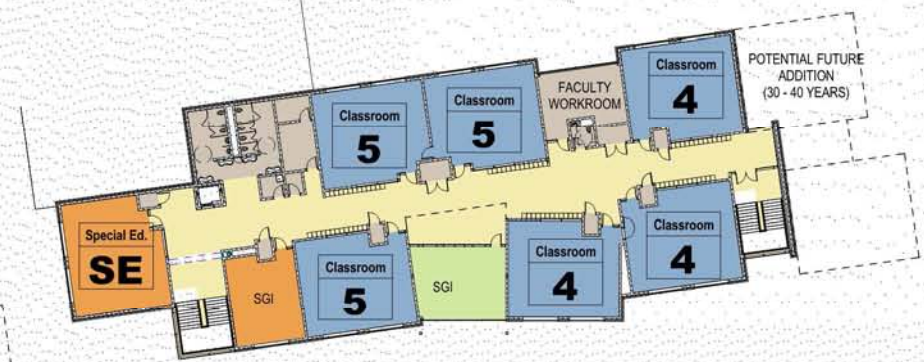 Classroom
4
POTENTIAL FUTURE
ADDITION
(30 - 40 YEARS)
FACULTY
WORKROOM
Classroom
5
Classroom
5
Special Ed.
SE
SGI
Classroom
5
SGI
Classroom
4
Classroom
4